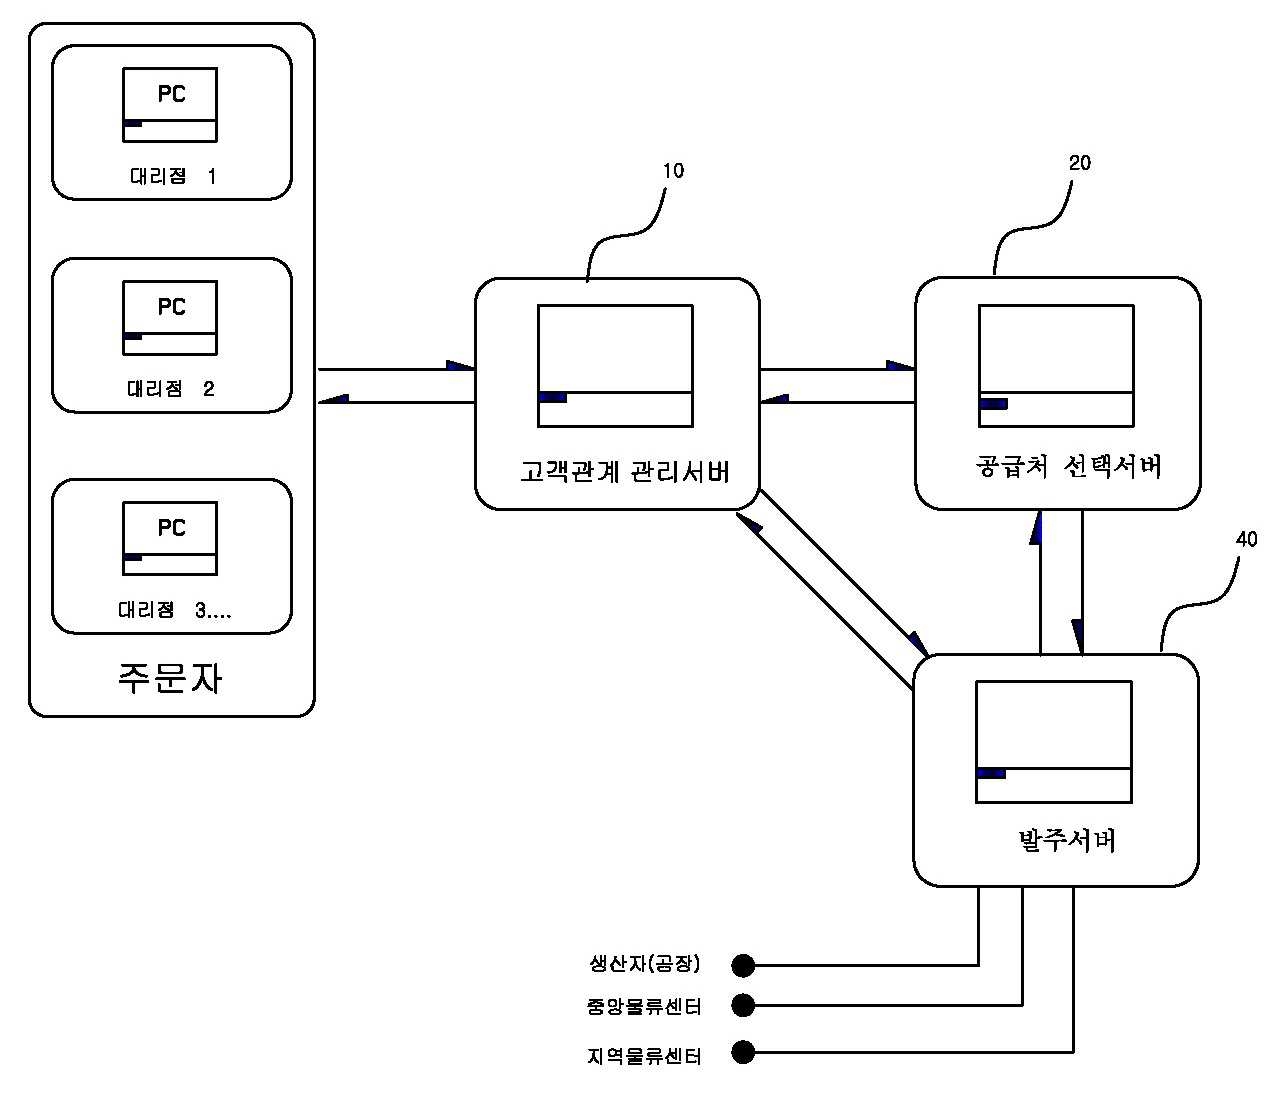 PC
대리점 1
PC
대리점 2
PC
대리점 3....
주문자
10
고객관계 관리서버
20
공급처 선택서버
40
발주서버
생산자(공장)
중앙물류센터
지역물류센터